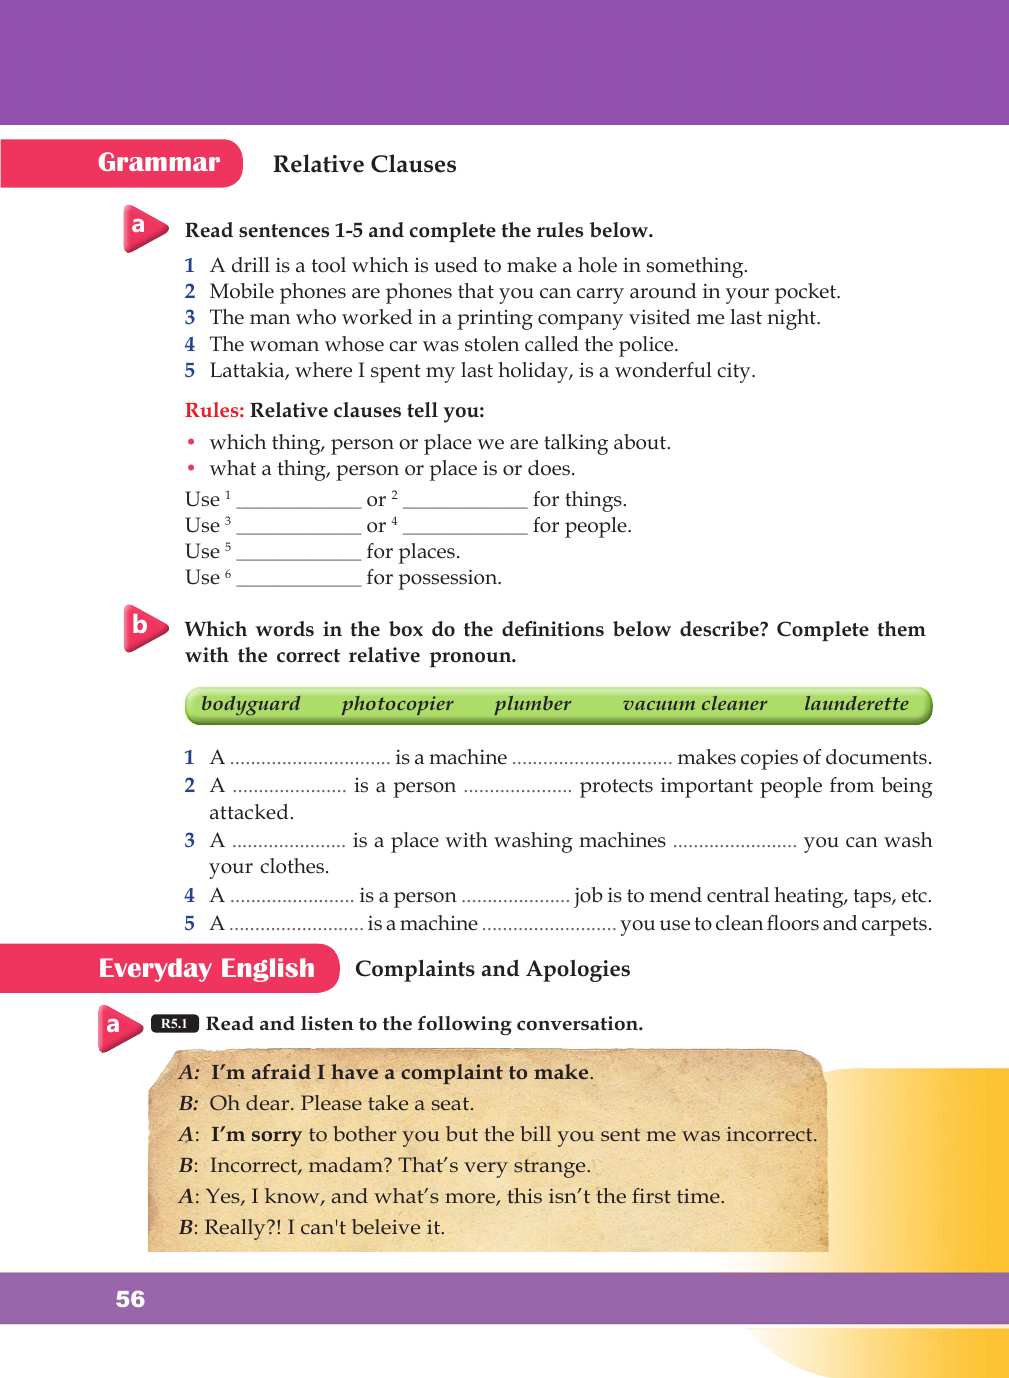 Grammar Relative Clauses
a Read sentences 1-5 and complete the rules below.
1 A drill is a tool which is used to make a hole in something.
2 Mobile phones are phones that you can carry around in your pocket.
3 The man who worked in a printing company visited me last night.
4 The woman whose car was stolen called the police.
5 Lattakia, where I spent my last holiday, is a wonderful city.
Rules: Relative clauses tell you:
• which thing, person or place we are talking about.
• what a thing, person or place is or does.
Use 1 ____________ or 2 ____________ for things.
Use 3 ____________ or 4 ____________ for people.
Use 5 ____________ for places.
Use 6 ____________ for possession.
b Which words in the box do the definitions below describe? Complete them
with the correct relative pronoun.
bodyguard photocopier plumber vacuum cleaner launderette
1 A ............................... is a machine ............................... makes copies of documents.
2 A ...................... is a person ..................... protects important people from being
attacked.
3 A ...................... is a place with washing machines ........................ you can wash
your clothes.
4 A ........................ is a person ..................... job is to mend central heating, taps, etc.
5 A .......................... is a machine .......................... you use to clean floors and carpets.
Everyday English Complaints and Apologies
a R5.1 Read and listen to the following conversation.
A: I’m afraid I have a complaint to make.
B: Oh dear. Please take a seat.
A: I’m sorry to bother you but the bill you sent me was incorrect.
B: Incorrect, madam? That’s very strange.
A: Yes, I know, and what’s more, this isn’t the first time.
B: Really?! I can't beleive it.
56